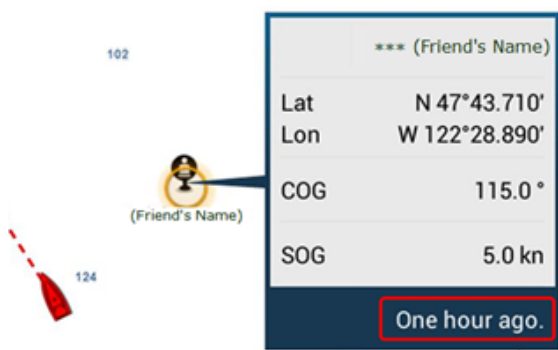 102
(Friend's Name)
124
*** (Friend's Name)
Lat N 47°43.710'
Lon W 122°28.890'
COG 115.0 °
SOG 5.0 kn
One hour ago.